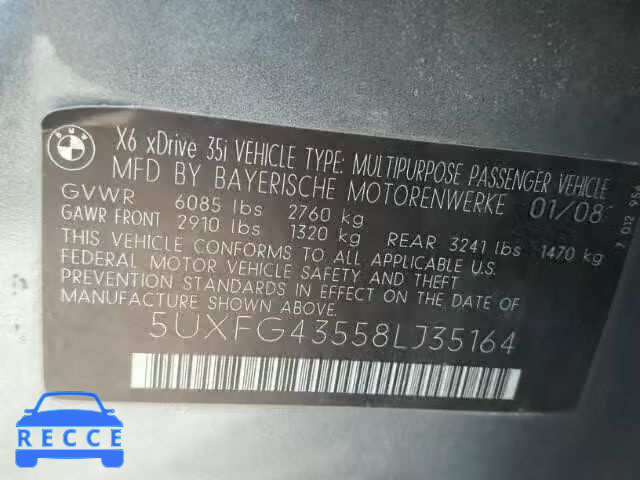 BMW
X6 xDrive 35i VEHICLE TYPE: MULTIPURPOSE PASSENGER VEHICLE
MFD BY BAYERISCHE MOTORENWERKE 01/08
GVWR 6085 lbs 2760 kg
GAWR FRONT 2910 lbs 1320 kg REAR 3241 lbs 1470 kg
THIS VEHICLE CONFORMS TO ALL APPLICABLE U.S.
FEDERAL MOTOR VEHICLE SAFETY AND THEFT
PREVENTION STANDARDS IN EFFECT ON THE DATE OF
MANUFACTURE SHOWN ABOVE.
5UXFG43558LJ35164
RECCE